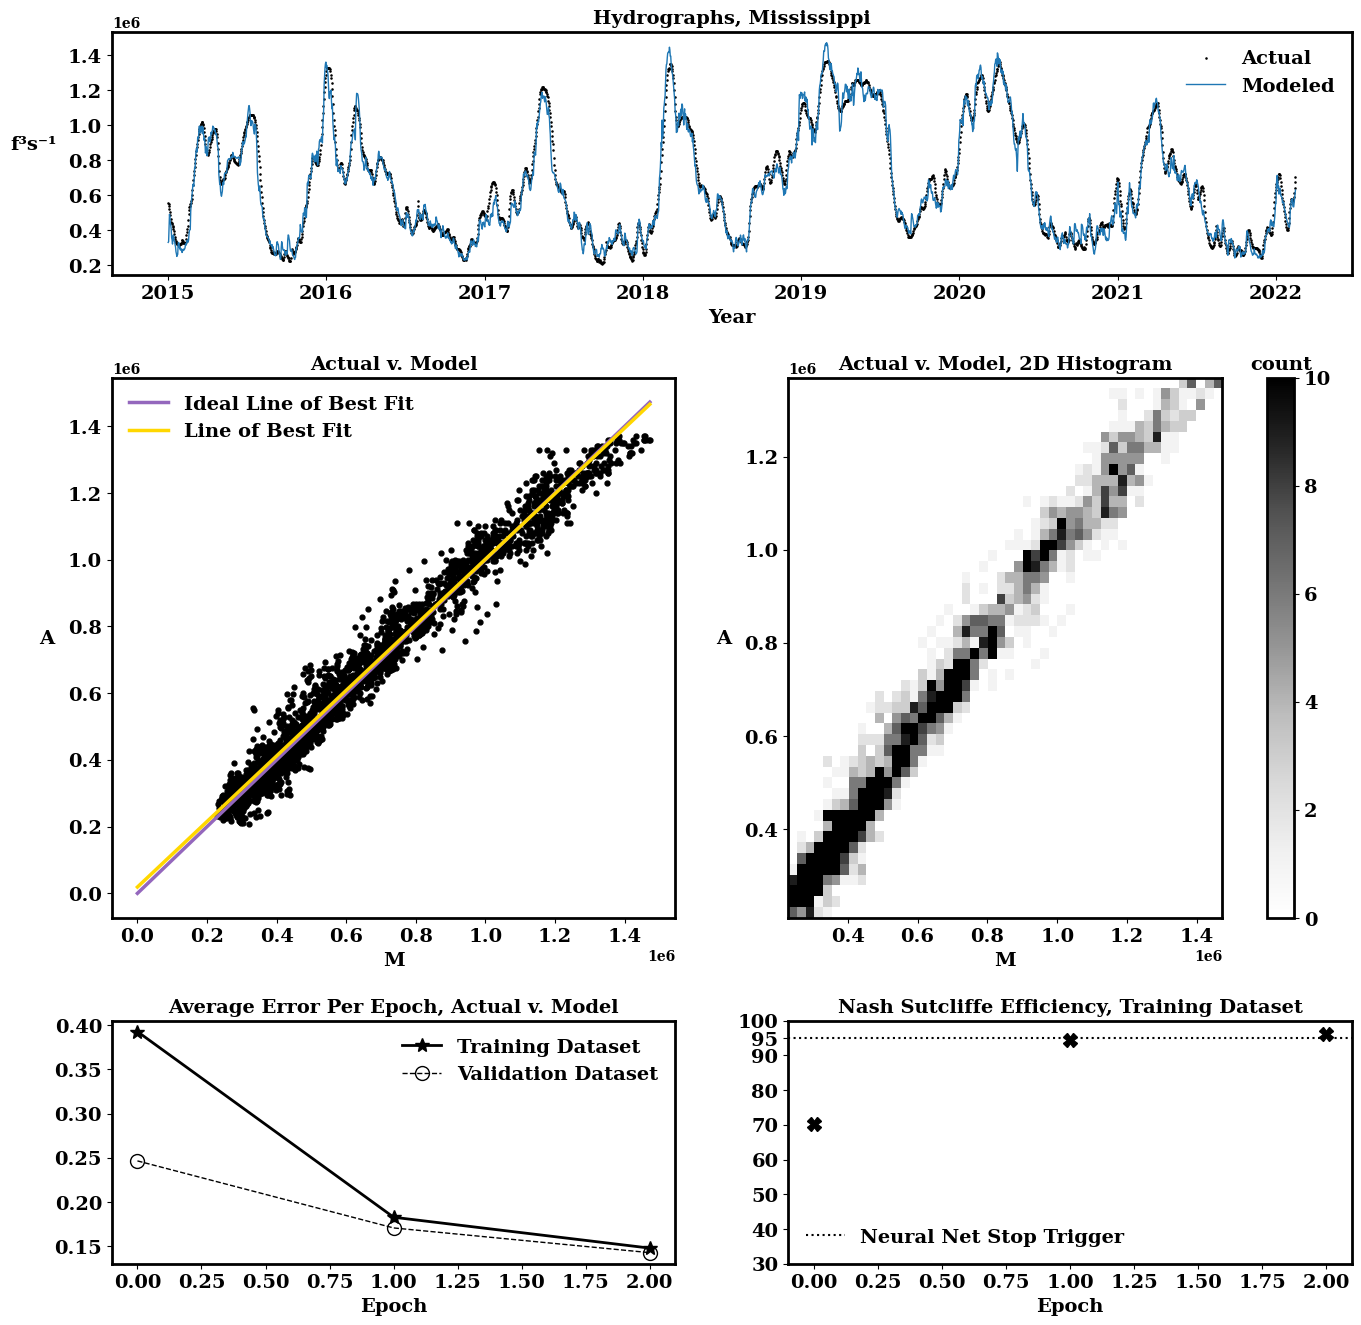 Hydrographs, Mississippi
1e6
1.4
1.2
1.0
0.8
0.6
0.4
0.2
f³s⁻¹
Actual
Modeled
2015 2016 2017 2018 2019 2020 2021 2022
Year
Actual v. Model
1e6
1.4
1.2
1.0
0.8
0.6
0.4
0.2
0.0
A
Ideal Line of Best Fit
Line of Best Fit
0.0 0.2 0.4 0.6 0.8 1.0 1.2 1.4
M
1e6
Actual v. Model, 2D Histogram
1e6
1.2
1.0
0.8
0.6
0.4
A
0.4 0.6 0.8 1.0 1.2 1.4
M
1e6
count
10
8
6
4
2
0
Average Error Per Epoch, Actual v. Model
0.40
0.35
0.30
0.25
0.20
0.15
Training Dataset
Validation Dataset
0.00 0.25 0.50 0.75 1.00 1.25 1.50 1.75 2.00
Epoch
Nash Sutcliffe Efficiency, Training Dataset
100
95
90
80
70
60
50
40
30
Neural Net Stop Trigger
0.00 0.25 0.50 0.75 1.00 1.25 1.50 1.75 2.00
Epoch